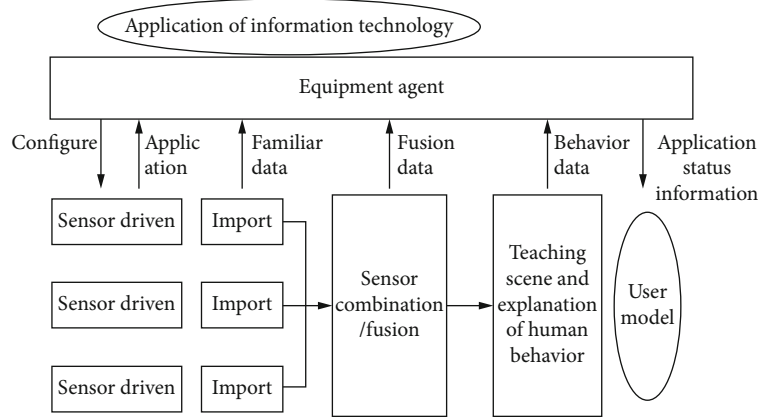 Application of information technology
Equipment agent
Configure
Applic
ation
Familiar
data
Fusion
data
Behavior
data
Application
status
information
Sensor driven
Import
Sensor driven
Import
Sensor driven
Import
Sensor
combination
/fusion
Teaching
scene and
explanation
of human
behavior
User
model